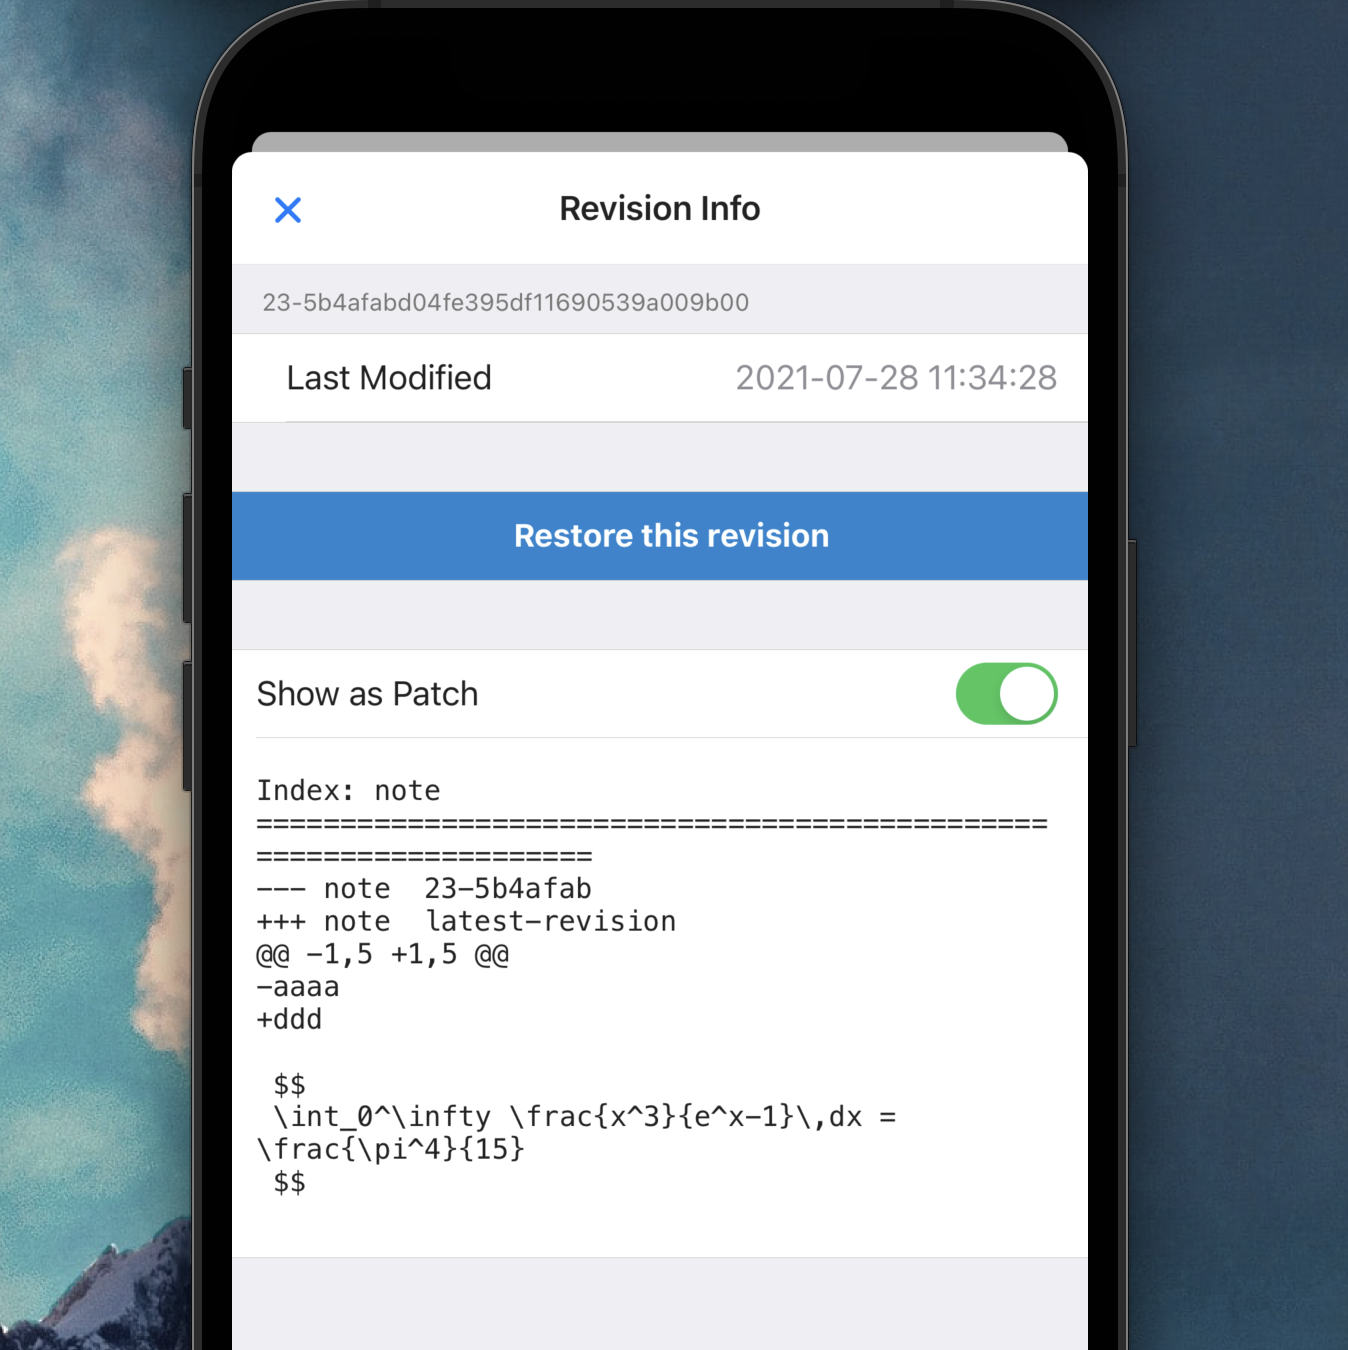 Revision Info
23-5b4afabd04fe395df11690539a009b00
Last Modified 2021-07-28 11:34:28
Restore this revision
Show as Patch
Index: note
===============================================
====================
--- note  23-5b4afab
+++ note  latest-revision
@@ -1,5 +1,5 @@
-aaaa
+ddd
$$
\int_0^\infty \frac{x^3}{e^x-1}\,dx =
\frac{\pi^4}{15}
$$